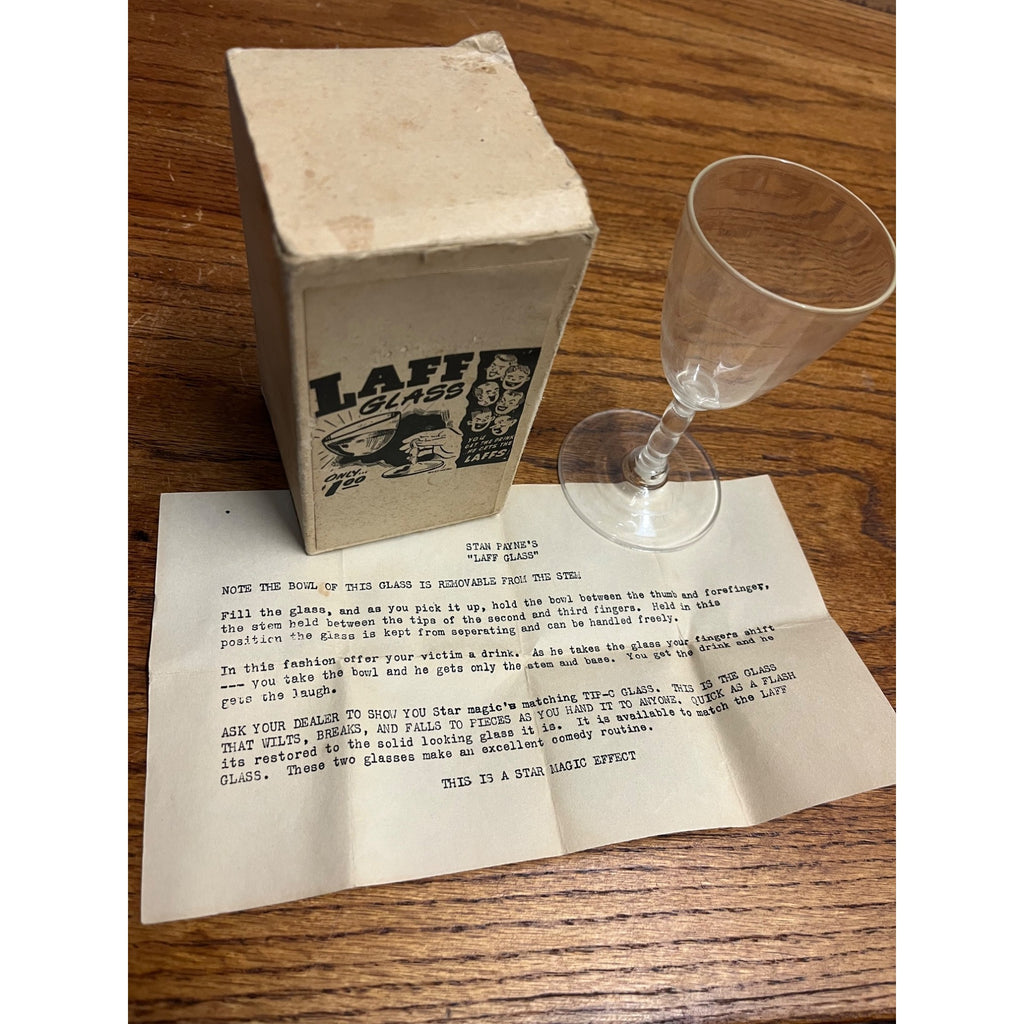 LAFF
GLASS
YOU
GET THE DRINK
HE GETS THE
LAFFS!
ONLY...
$1.00
STAN PAYNE'S
"LAFF GLASS"
NOTE THE BOWL OF THIS GLASS IS REMOVABLE FROM THE STEM
Fill the glass, and as you pick it up, hold the bowl between the thumb and forefinger,
the stem held between the tips of the second and third fingers. Held in this
position the glass is kept from seperating and can be handled freely.
In this fashion offer your victim a drink. As he takes the glass your fingers shift
--- you take the bowl and he gets only the stem and base. You get the drink and he
gets the laugh.
ASK YOUR DEALER TO SHOW YOU Star magic's matching TIP-C GLASS. THIS IS THE GLASS
THAT WILTS, BREAKS, AND FALLS TO PIECES AS YOU HAND IT TO ANYONE. QUICK AS A FLASH
its restored to the solid looking glass it is. It is available to match the LAFF
GLASS. These two glasses make an excellent comedy routine.
THIS IS A STAR MAGIC EFFECT